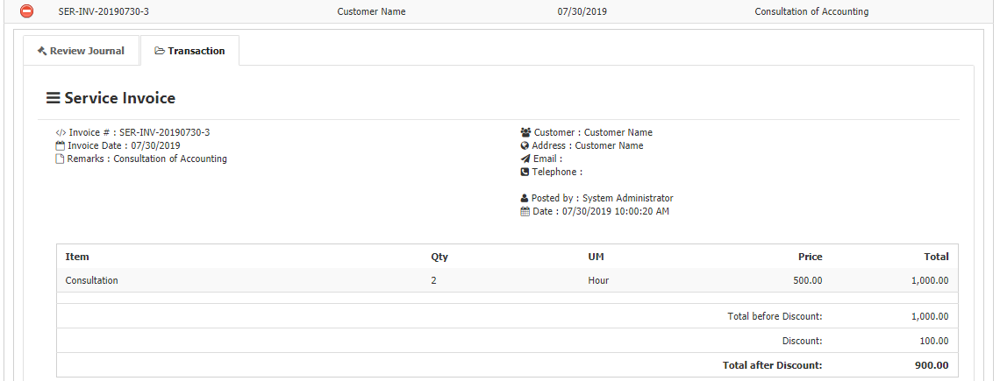 SER-INV-20190730-3 Customer Name 07/30/2019 Consultation of Accounting
Review Journal Transaction
Service Invoice
Invoice # : SER-INV-20190730-3
Invoice Date : 07/30/2019
Remarks : Consultation of Accounting
Customer : Customer Name
Address : Customer Name
Email :
Telephone :
Posted by : System Administrator
Date : 07/30/2019 10:00:20 AM
Item Qty UM Price Total
Consultation 2 Hour 500.00 1,000.00
Total before Discount: 1,000.00
Discount: 100.00
Total after Discount: 900.00